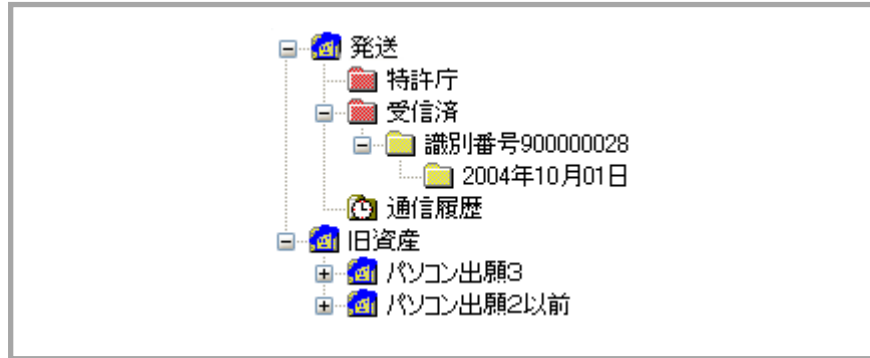 発送
特許庁
受信済
識別番号900000028
2004年10月01日
通信履歴
旧資産
パソコン出願3
パソコン出願2以前